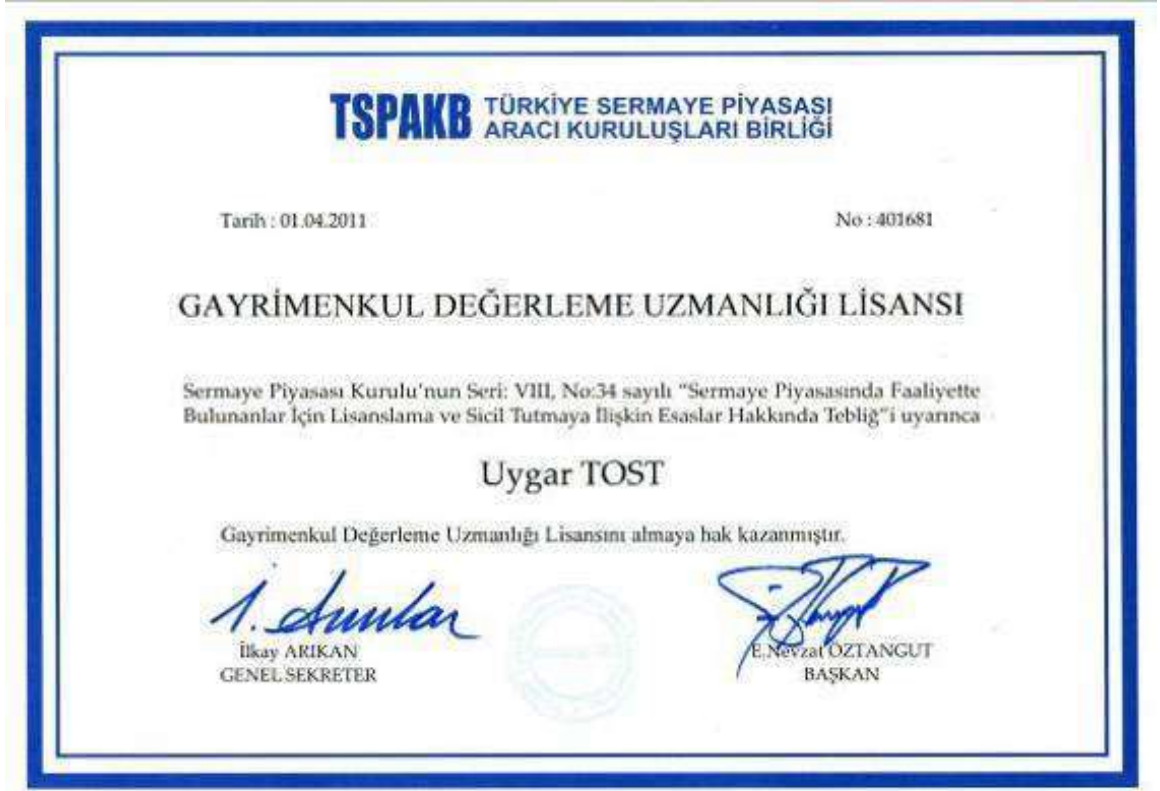 TSPAKB TÜRKİYE SERMAYE PİYASASI
ARACI KURULUŞLARI BİRLİĞİ
Tarih : 01.04.2011 No : 401681
GAYRİMENKUL DEĞERLEME UZMANLIĞI LİSANSI
Sermaye Piyasası Kurulu'nun Seri: VIII, No:34 sayılı "Sermaye Piyasasında Faaliyette
Bulunanlar İçin Lisanslama ve Sicil Tutmaya İlişkin Esaslar Hakkında Tebliğ"i uyarınca
Uygar TOST
Gayrimenkul Değerleme Uzmanlığı Lisansını almaya hak kazanmıştır.
İlkay ARIKAN
GENEL SEKRETER
E.Nevzat ÖZTANGUT
BAŞKAN